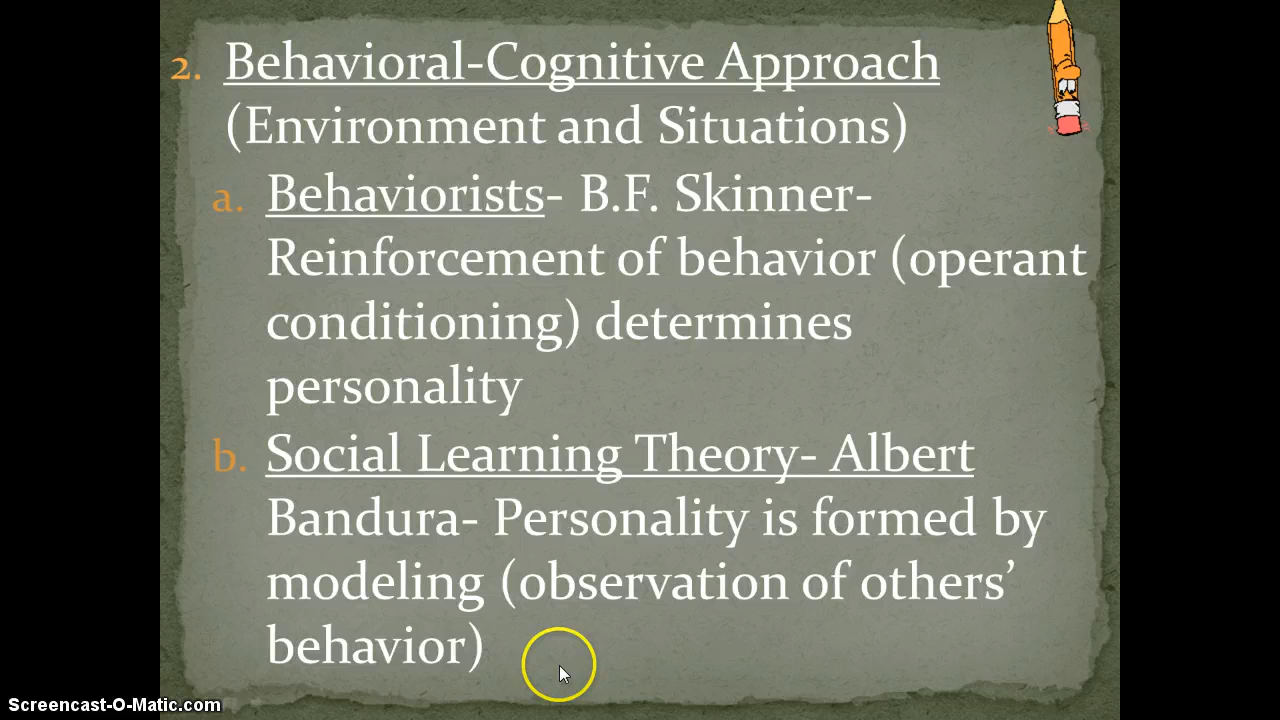 2. Behavioral-Cognitive Approach
(Environment and Situations)
a. Behaviorists- B.F. Skinner-
Reinforcement of behavior (operant
conditioning) determines
personality
b. Social Learning Theory- Albert
Bandura- Personality is formed by
modeling (observation of others’
behavior)
Screencast-O-Matic.com